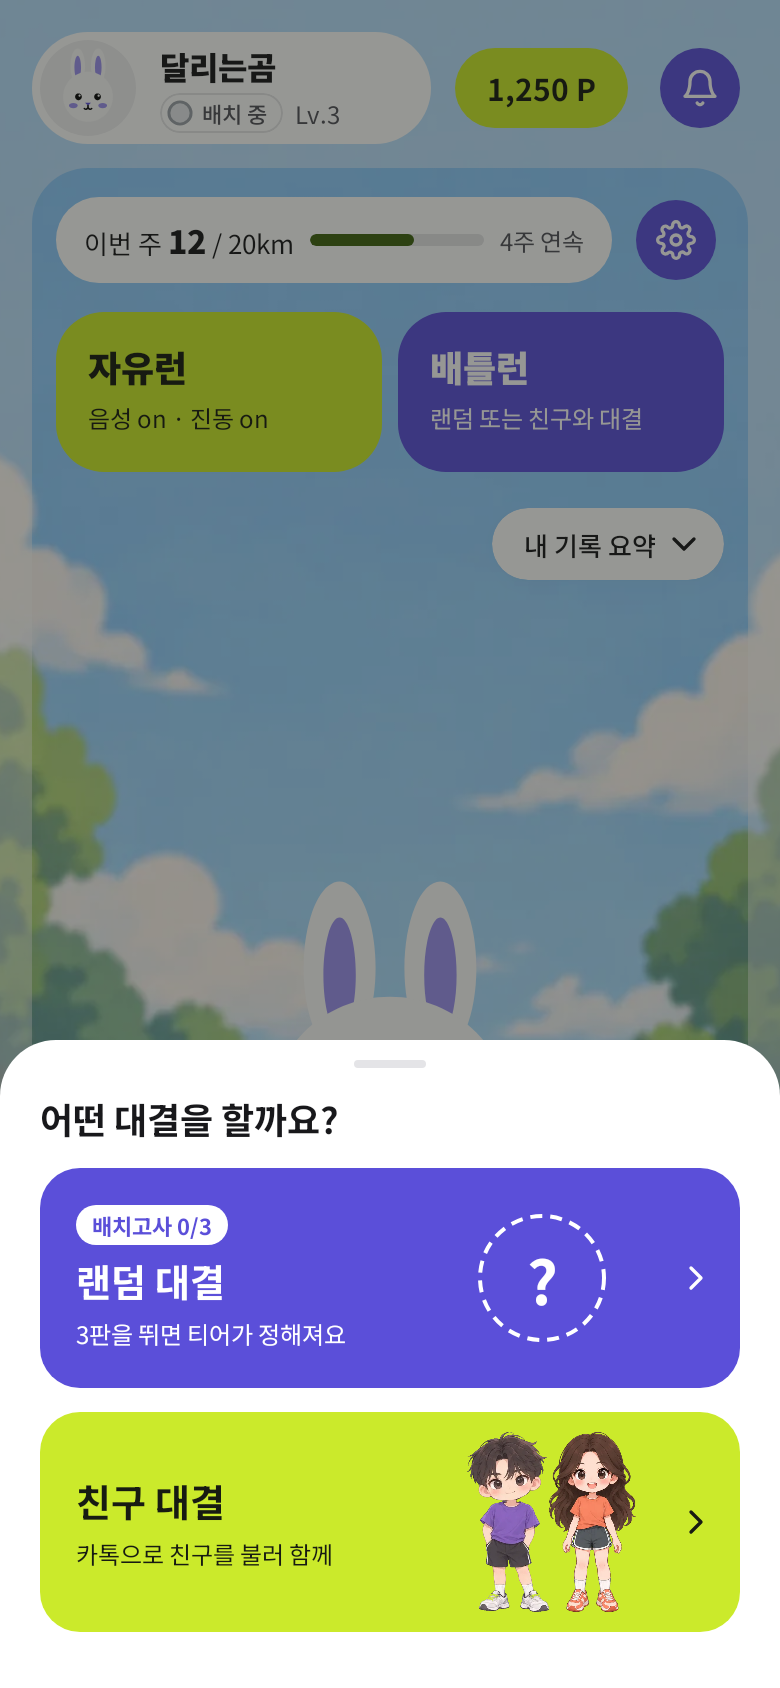 달리는곰
배치 중 Lv.3
1,250 P
이번 주 12 / 20km
4주 연속
자유런
음성 on · 진동 on
배틀런
랜덤 또는 친구와 대결
내 기록 요약
어떤 대결을 할까요?
배치고사 0/3
랜덤 대결
3판을 뛰면 티어가 정해져요
?
친구 대결
카톡으로 친구를 불러 함께